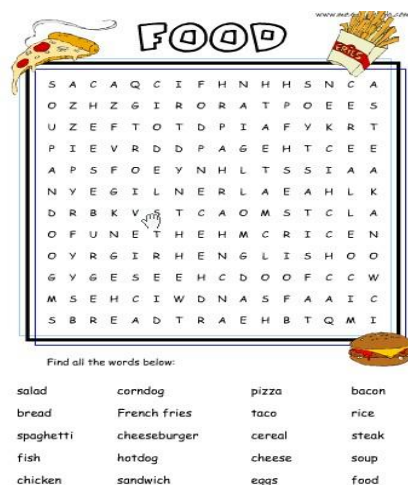 FOOD
FRIES
S A C A Q C I F H N H H S N C A
O Z H Z G I R O R A T P O E E S
U Z E F T O T D P I A F Y K R T
P I E V R D D P A G E H T C E E
A P S F O E Y N H L T S S I A A
N Y E G I L N E R L A E A H L K
D R B K V S T C A O M S T C L A
O F U N E T H E H M C R I C E N
O Y R G I R H E N G L I S H O O
G Y G E S E E H C D O O F C C W
M S E H C I W D N A S F A A I C
S B R E A D T R A E H B T Q M I
Find all the words below:
salad corndog pizza bacon
bread French fries taco rice
spaghetti cheeseburger cereal steak
fish hotdog cheese soup
chicken sandwich eggs food